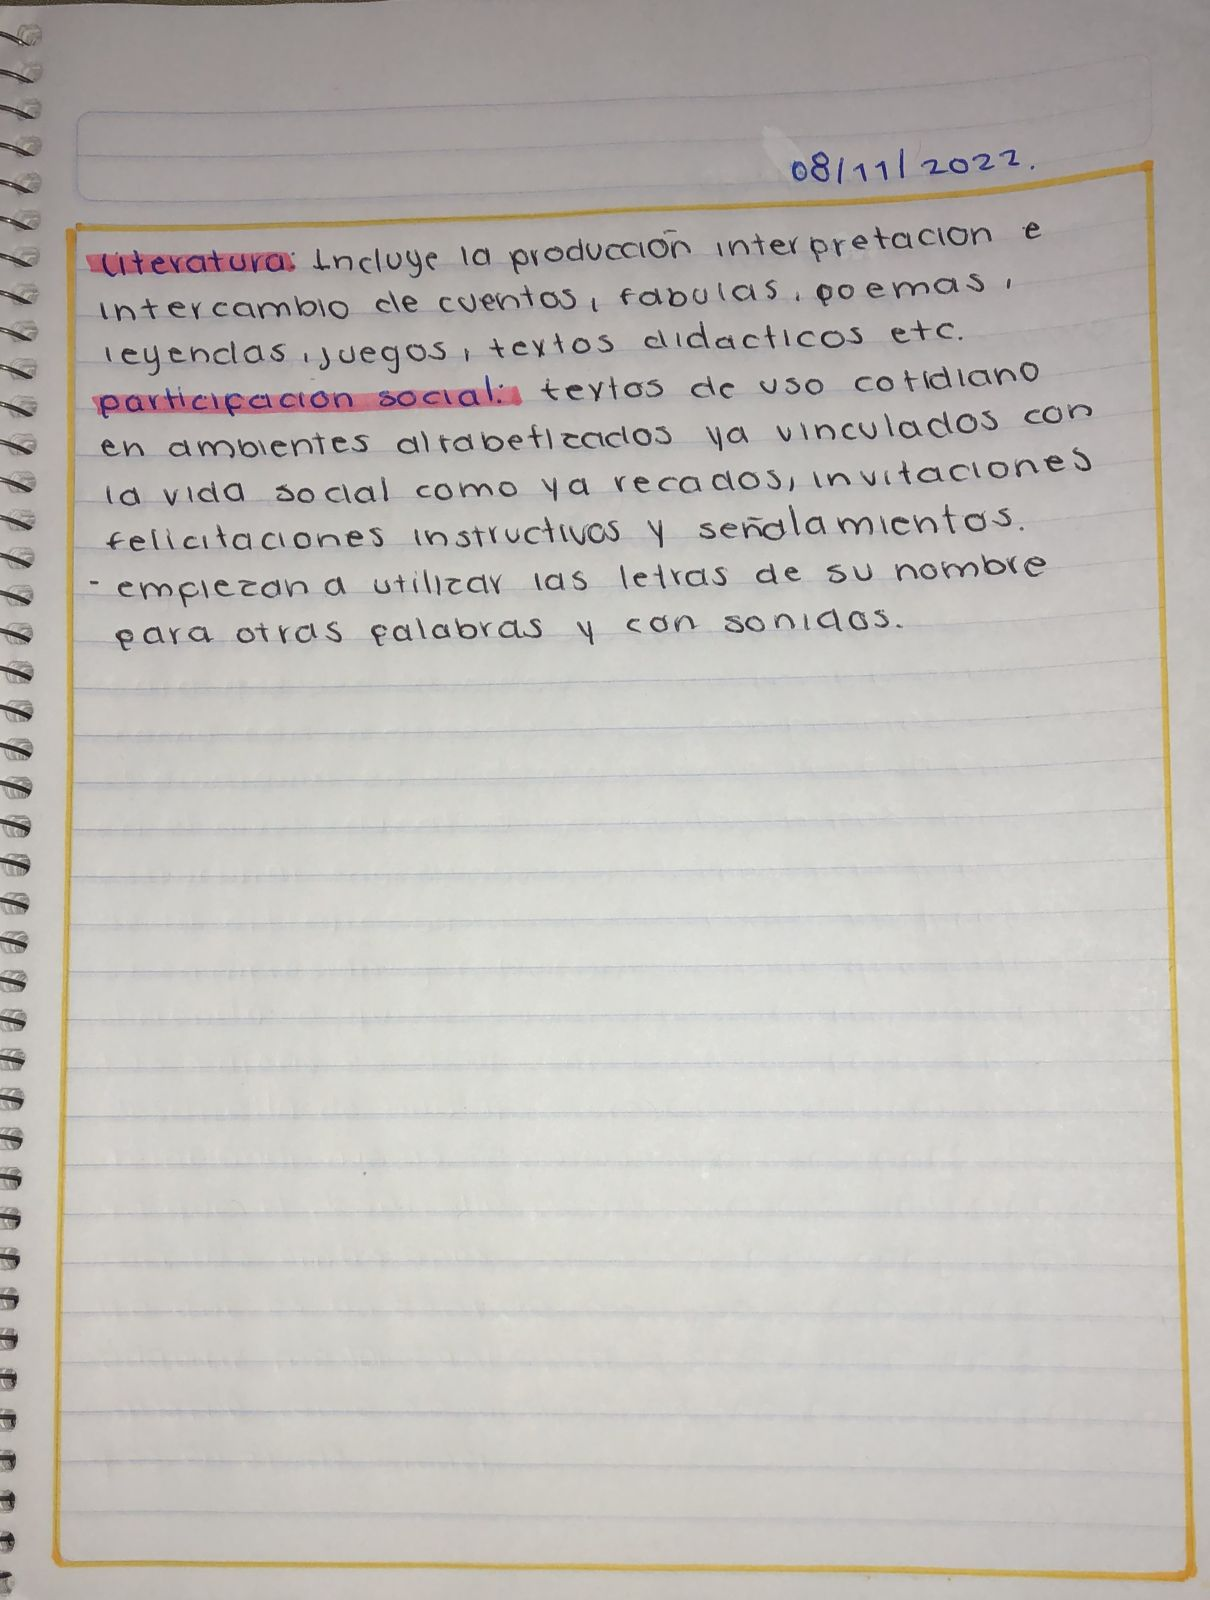 08/11/2022.
Literatura: Incluye la producción interpretacion e
intercambio de cuentos, fabulas, poemas,
leyendas, juegos, textos didacticos etc.
participacion social: textos de uso cotidiano
en ambientes alfabetizados ya vinculados con
la vida social como ya recados, invitaciones
felicitaciones instructivos y señalamientos.
- empiezan a utilizar las letras de su nombre
para otras palabras y con sonidos.